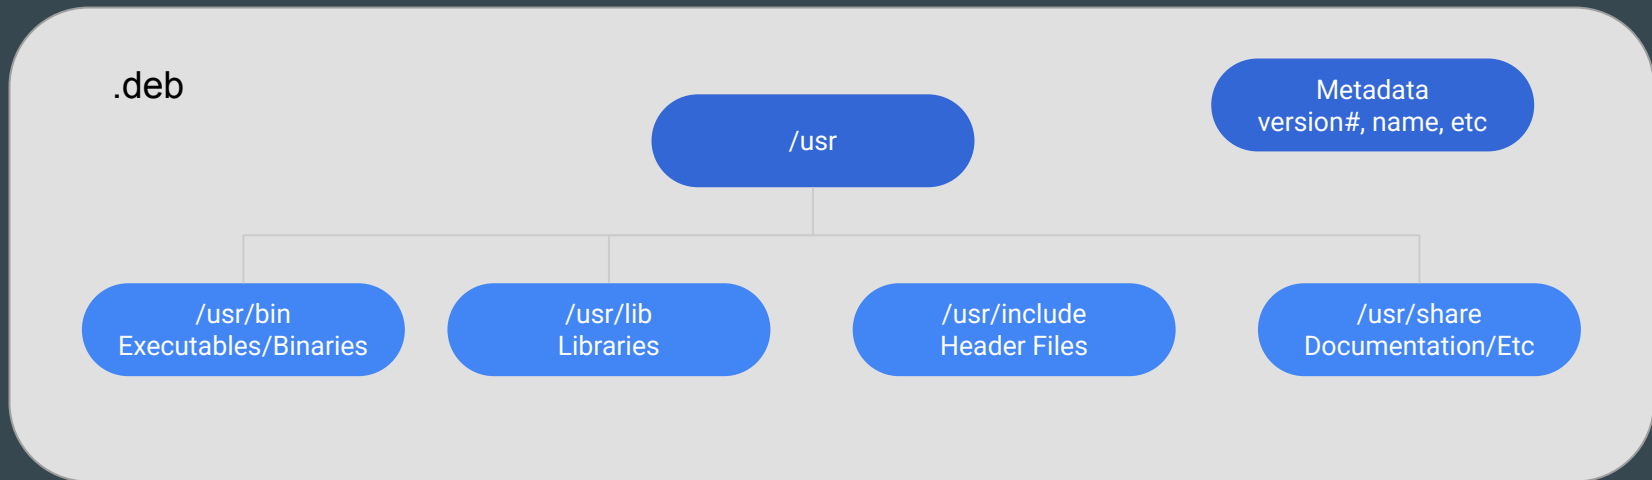 .deb
/usr
Metadata
version#, name, etc
/usr/bin
Executables/Binaries
/usr/lib
Libraries
/usr/include
Header Files
/usr/share
Documentation/Etc